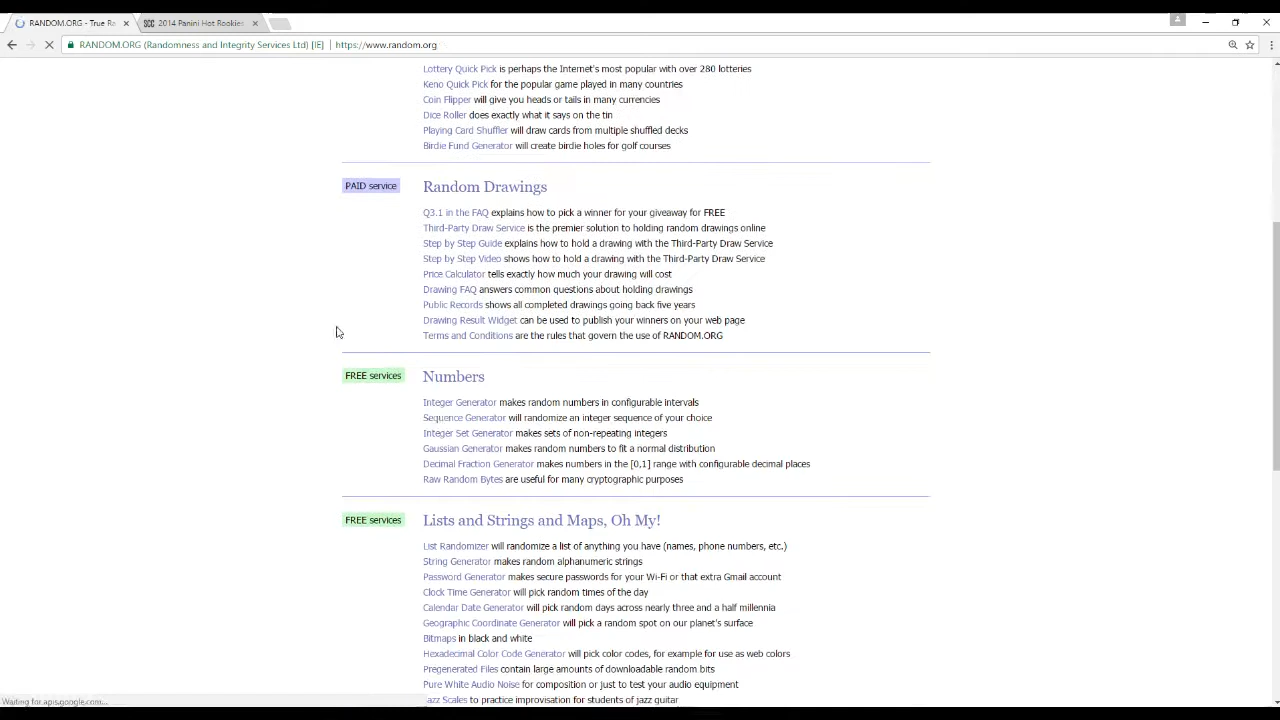 RANDOM.ORG - True Ra
SCC 2014 Panini Hot Rookies
RANDOM.ORG (Randomness and Integrity Services Ltd) [IE] https://www.random.org
Lottery Quick Pick is perhaps the Internet's most popular with over 280 lotteries
Keno Quick Pick for the popular game played in many countries
Coin Flipper will give you heads or tails in many currencies
Dice Roller does exactly what it says on the tin
Playing Card Shuffler will draw cards from multiple shuffled decks
Birdie Fund Generator will create birdie holes for golf courses
PAID service Random Drawings
Q3.1 in the FAQ explains how to pick a winner for your giveaway for FREE
Third-Party Draw Service is the premier solution to holding random drawings online
Step by Step Guide explains how to hold a drawing with the Third-Party Draw Service
Step by Step Video shows how to hold a drawing with the Third-Party Draw Service
Price Calculator tells exactly how much your drawing will cost
Drawing FAQ answers common questions about holding drawings
Public Records shows all completed drawings going back five years
Drawing Result Widget can be used to publish your winners on your web page
Terms and Conditions are the rules that govern the use of RANDOM.ORG
FREE services Numbers
Integer Generator makes random numbers in configurable intervals
Sequence Generator will randomize an integer sequence of your choice
Integer Set Generator makes sets of non-repeating integers
Gaussian Generator makes random numbers to fit a normal distribution
Decimal Fraction Generator makes numbers in the [0,1] range with configurable decimal places
Raw Random Bytes are useful for many cryptographic purposes
FREE services Lists and Strings and Maps, Oh My!
List Randomizer will randomize a list of anything you have (names, phone numbers, etc.)
String Generator makes random alphanumeric strings
Password Generator makes secure passwords for your Wi-Fi or that extra Gmail account
Clock Time Generator will pick random times of the day
Calendar Date Generator will pick random days across nearly three and a half millennia
Geographic Coordinate Generator will pick a random spot on our planet's surface
Bitmaps in black and white
Hexadecimal Color Code Generator will pick color codes, for example for use as web colors
Pregenerated Files contain large amounts of downloadable random bits
Pure White Audio Noise for composition or just to test your audio equipment
Jazz Scales to practice improvisation for students of jazz guitar
Waiting for apis.google.com...